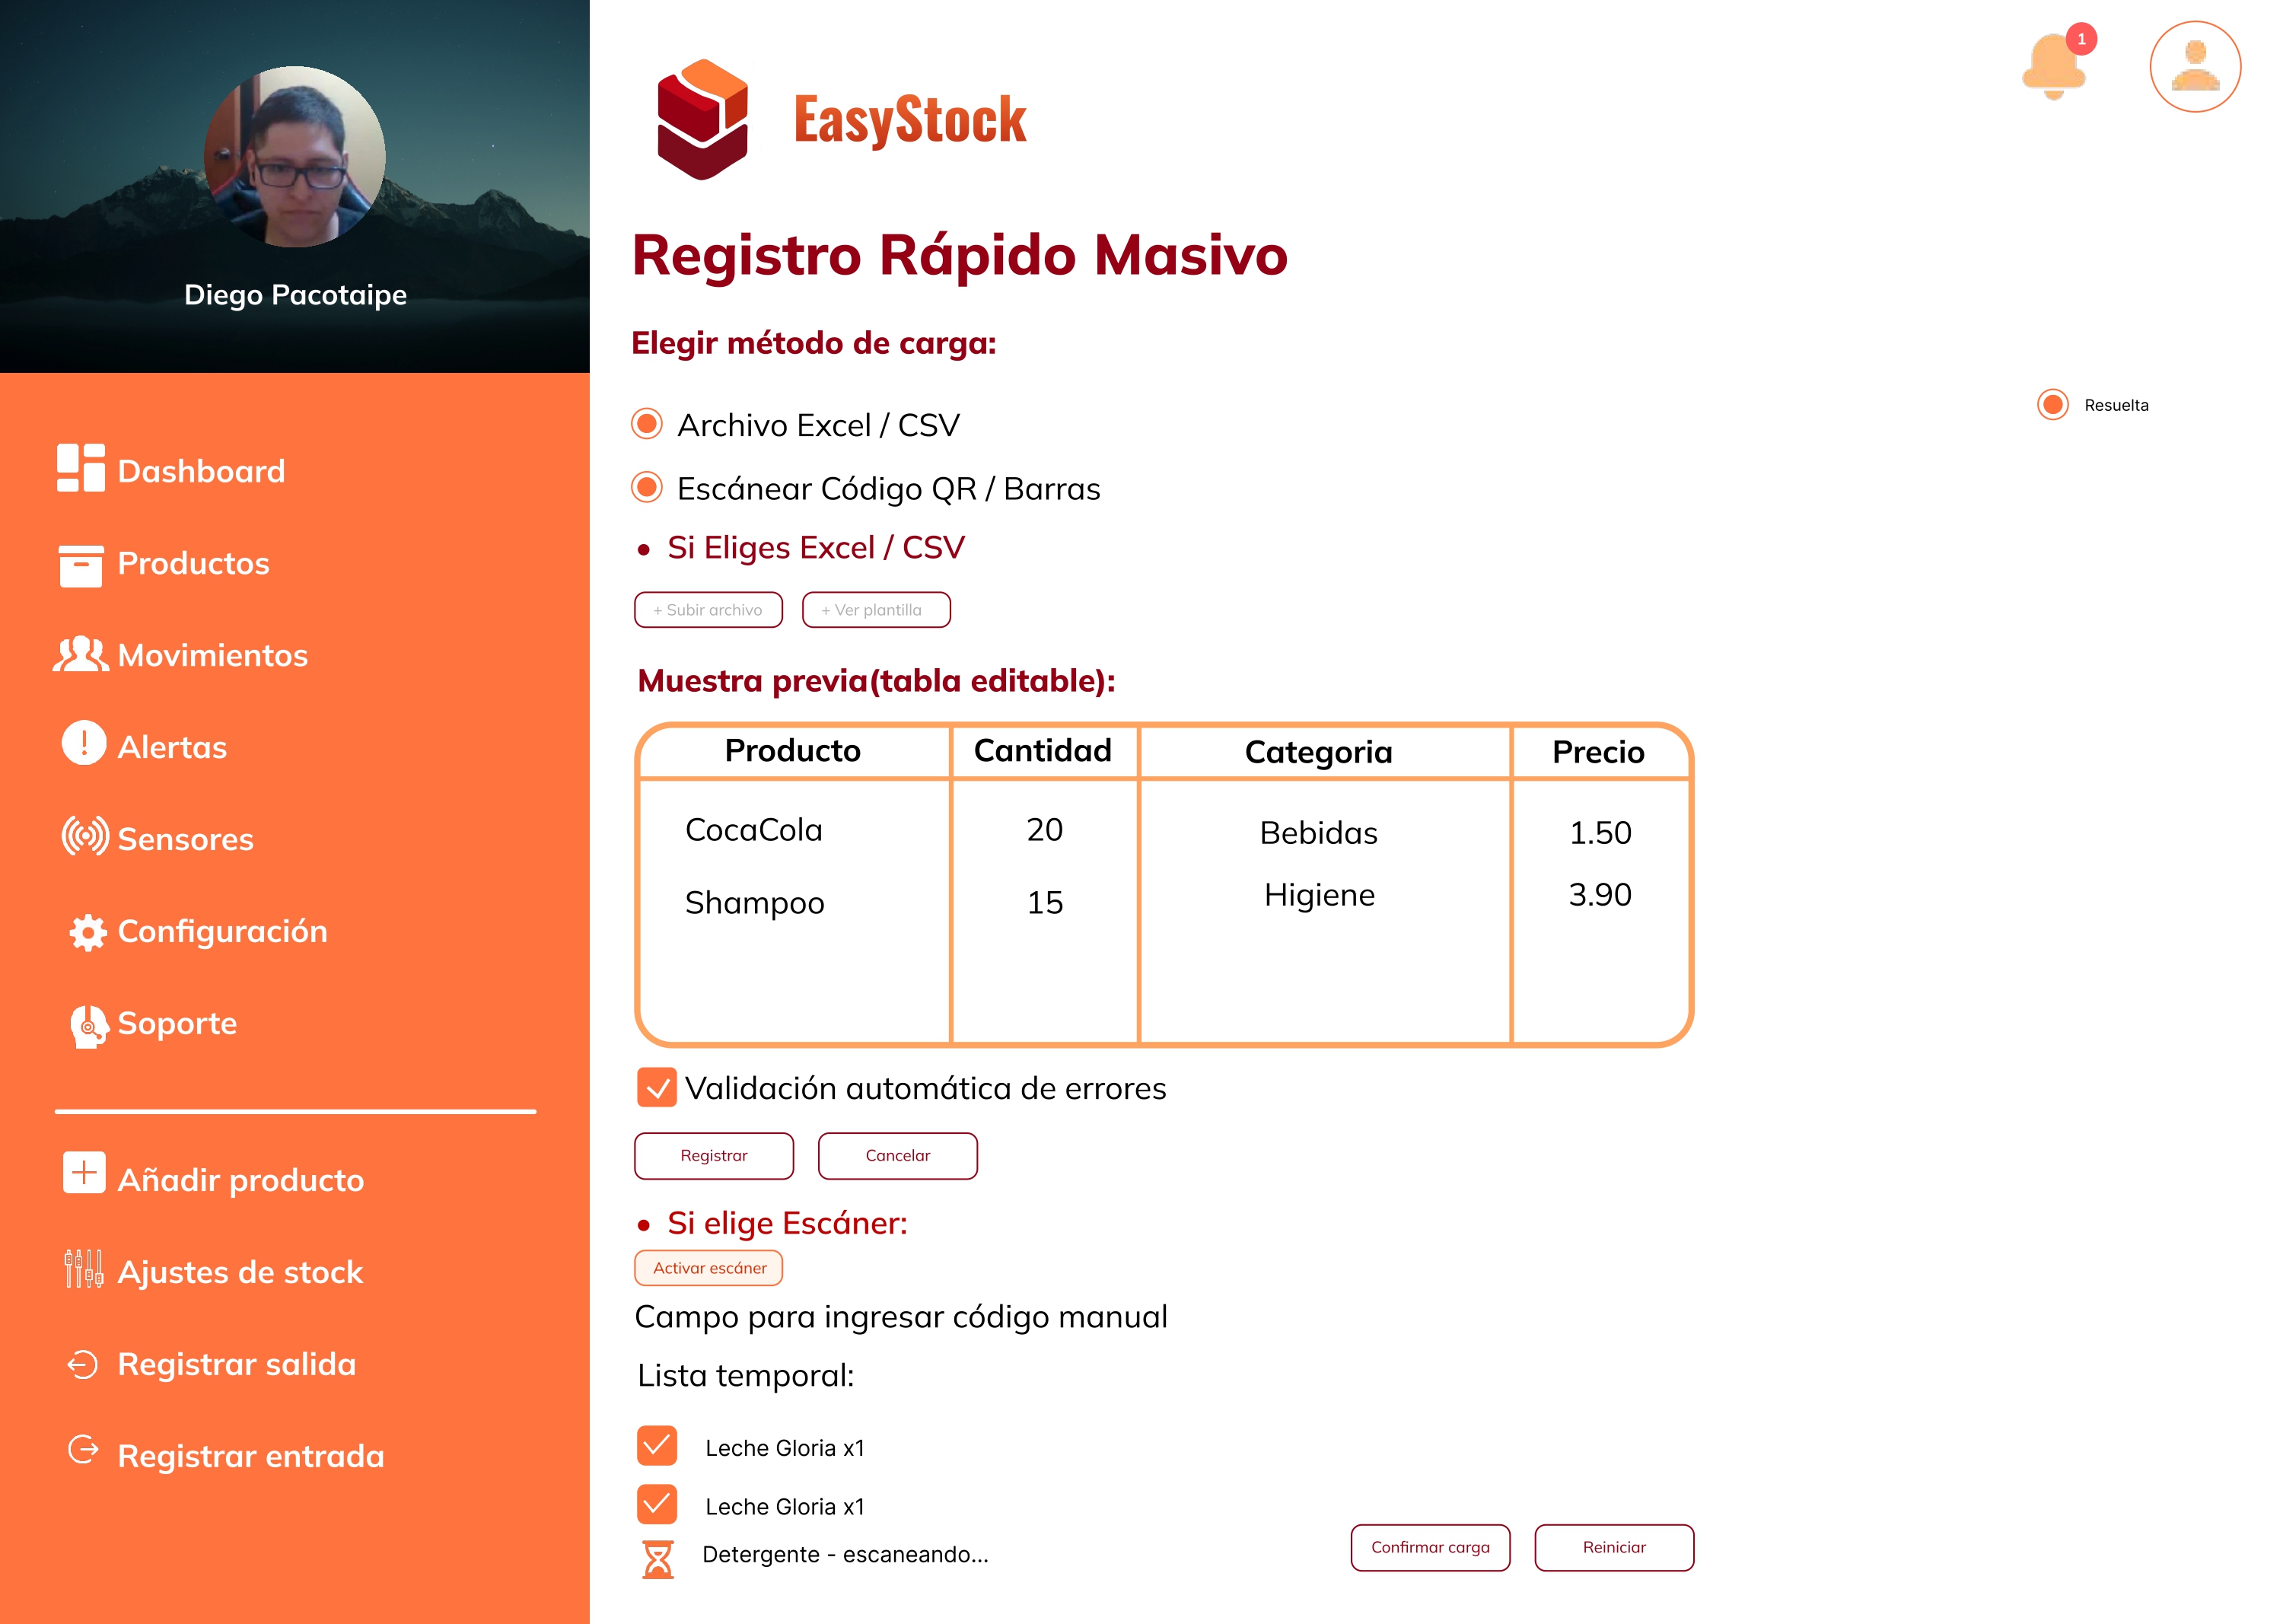 Diego Pacotaipe
Dashboard
Productos
Movimientos
Alertas
Sensores
Configuración
Soporte
Añadir producto
Ajustes de stock
Registrar salida
Registrar entrada
EasyStock
1
Registro Rápido Masivo
Elegir método de carga:
Archivo Excel / CSV
Resuelta
Escánear Código QR / Barras
• Si Eliges Excel / CSV
+ Subir archivo + Ver plantilla
Muestra previa(tabla editable):
Producto Cantidad Categoria Precio
CocaCola 20 Bebidas 1.50
Shampoo 15 Higiene 3.90
Validación automática de errores
Registrar Cancelar
• Si elige Escáner:
Activar escáner
Campo para ingresar código manual
Lista temporal:
Leche Gloria x1
Leche Gloria x1
Detergente - escaneando...
Confirmar carga Reiniciar